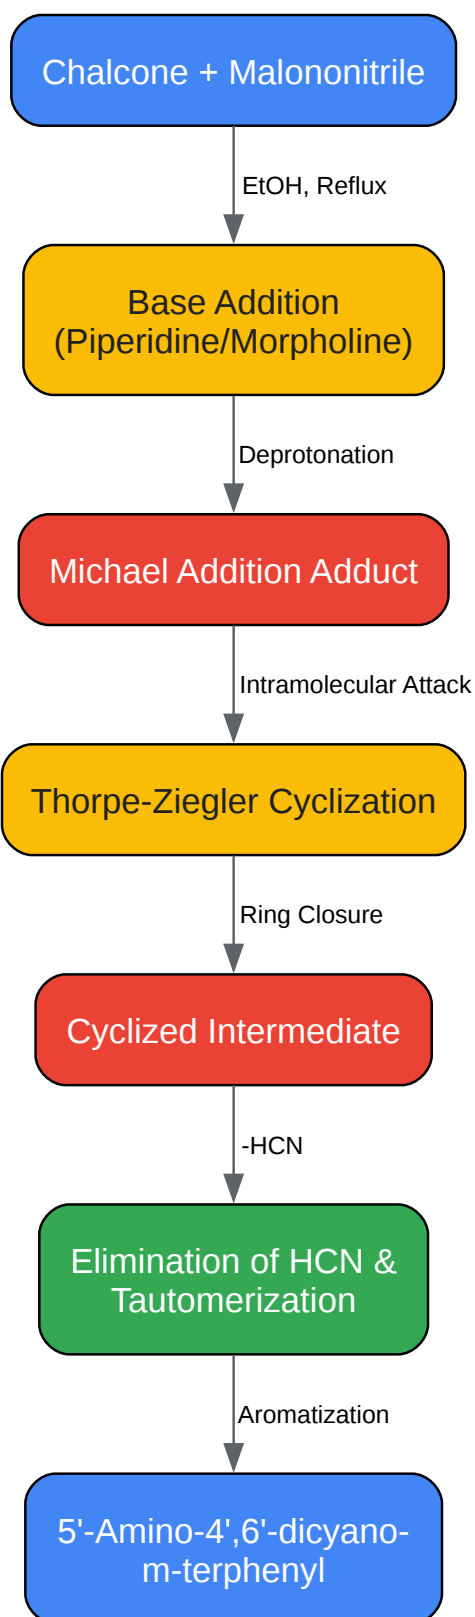 Chalcone + Malononitrile
EtOH, Reflux
Base Addition
(Piperidine/Morpholine)
Deprotonation
Michael Addition Adduct
Intramolecular Attack
Thorpe-Ziegler Cyclization
Ring Closure
Cyclized Intermediate
-HCN
Elimination of HCN &
Tautomerization
Aromatization
5'-Amino-4',6'-dicyano-
m-terphenyl